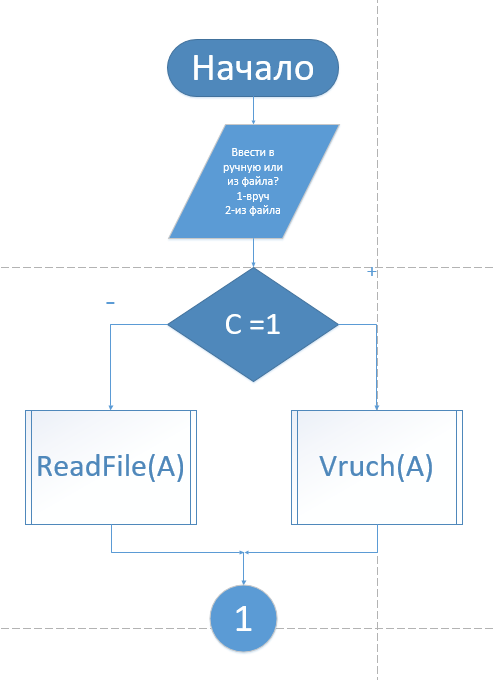 Начало
Ввести в
ручную или
из файла?
1-вруч
2-из файла
+
-
C =1
ReadFile(A)
Vruch(A)
1